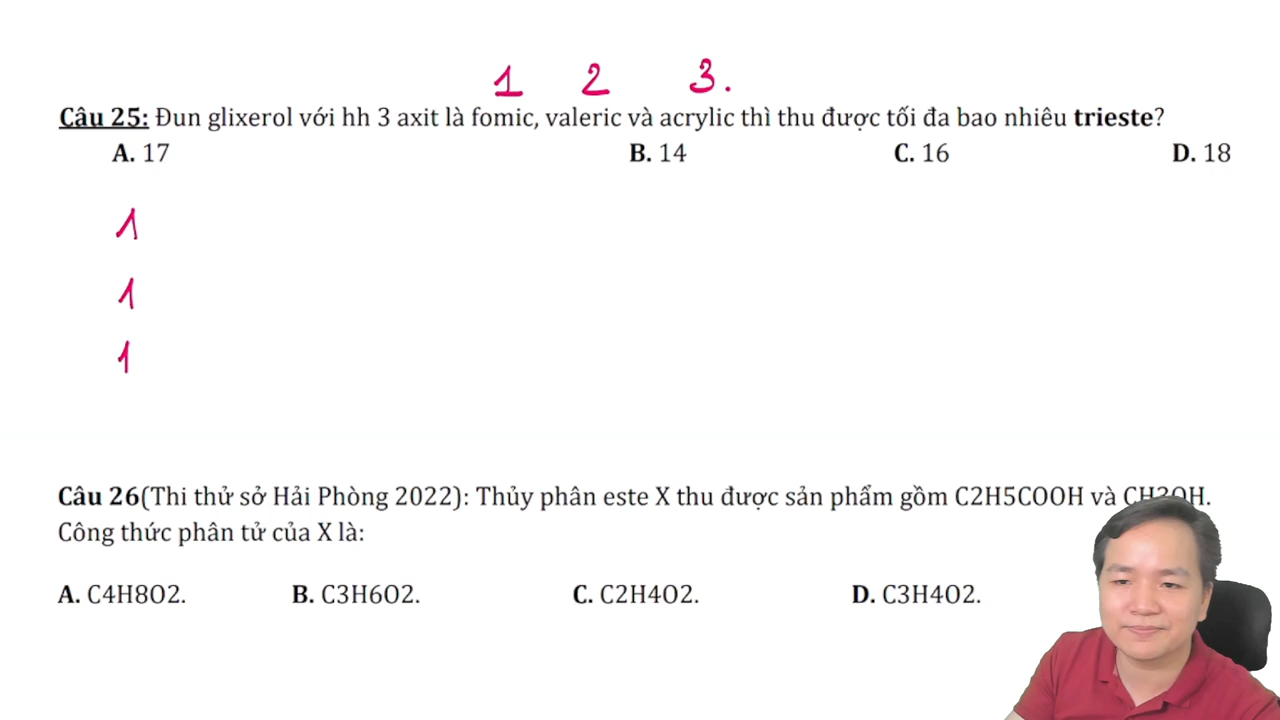 1 2 3.
Câu 25: Đun glixerol với hh 3 axit là fomic, valeric và acrylic thì thu được tối đa bao nhiêu trieste?
A. 17 B. 14 C. 16 D. 18
1
1
1
Câu 26(Thi thử sở Hải Phòng 2022): Thủy phân este X thu được sản phẩm gồm C2H5COOH và CH3OH.
Công thức phân tử của X là:
A. C4H8O2. B. C3H6O2. C. C2H4O2. D. C3H4O2.